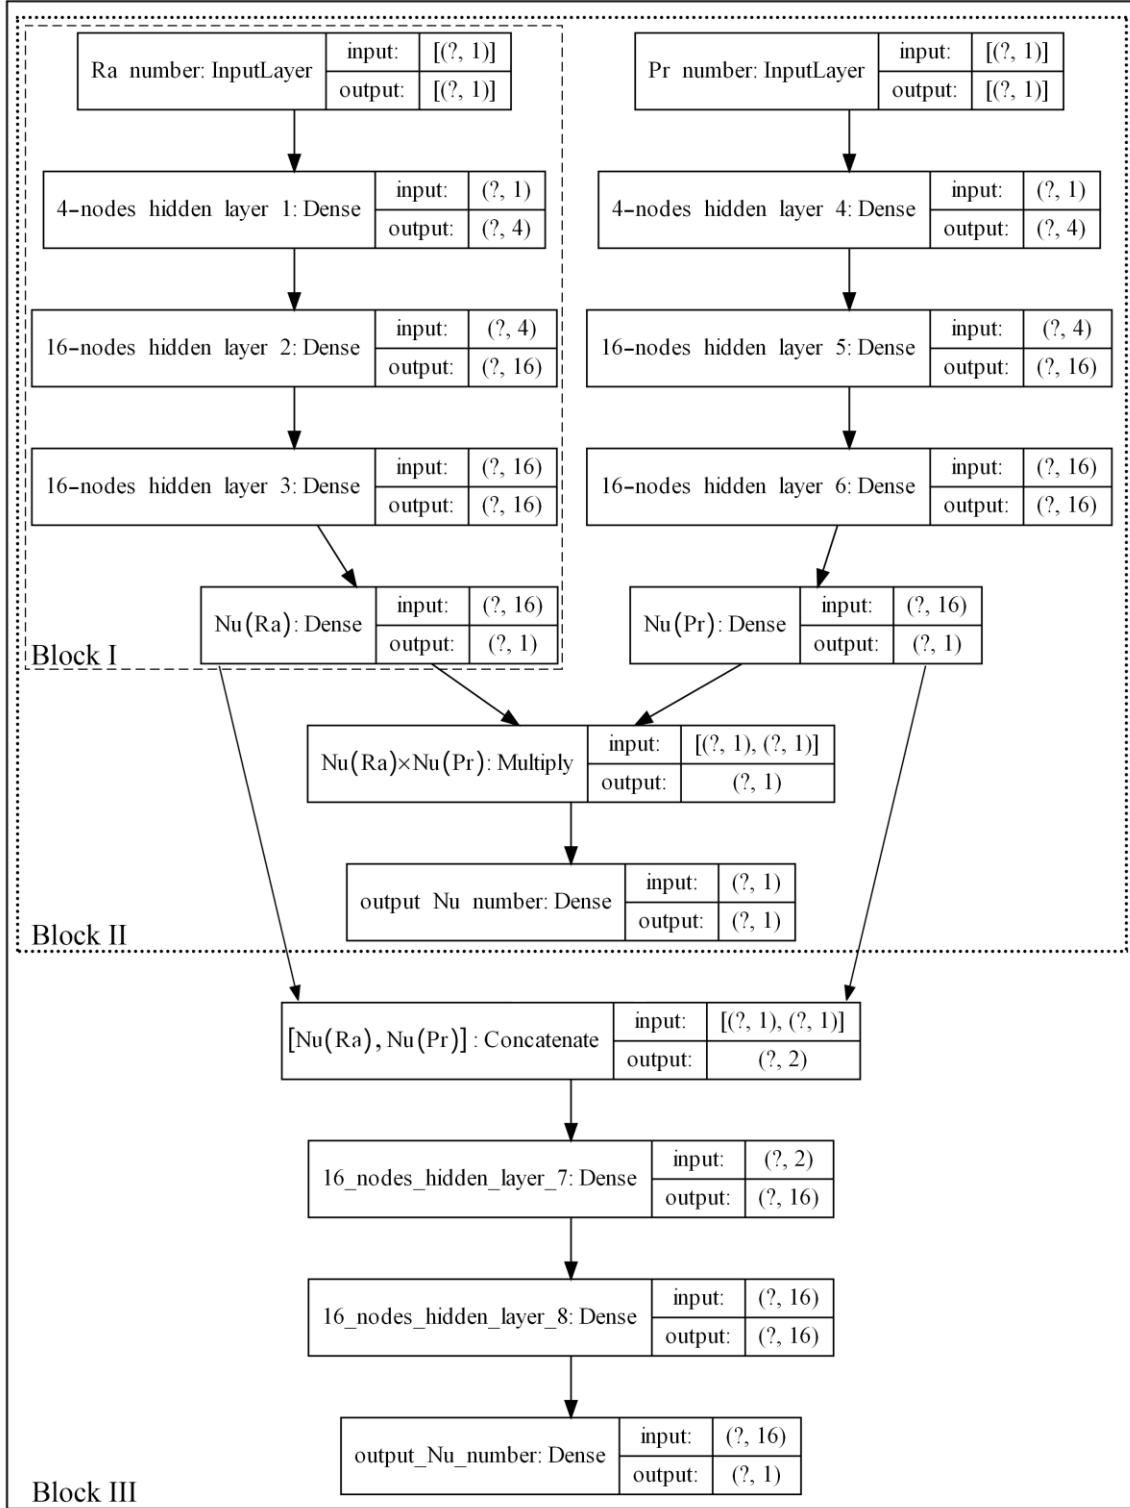 Ra number: InputLayer
input: [(?, 1)]
output: [(?, 1)]
Pr number: InputLayer
input: [(?, 1)]
output: [(?, 1)]
4-nodes hidden layer 1: Dense
input: (?, 1)
output: (?, 4)
4-nodes hidden layer 4: Dense
input: (?, 1)
output: (?, 4)
16-nodes hidden layer 2: Dense
input: (?, 4)
output: (?, 16)
16-nodes hidden layer 5: Dense
input: (?, 4)
output: (?, 16)
16-nodes hidden layer 3: Dense
input: (?, 16)
output: (?, 16)
16-nodes hidden layer 6: Dense
input: (?, 16)
output: (?, 16)
Nu(Ra): Dense
input: (?, 16)
output: (?, 1)
Nu(Pr): Dense
input: (?, 16)
output: (?, 1)
Block I
Nu(Ra)×Nu(Pr): Multiply
input: [(?, 1), (?, 1)]
output: (?, 1)
output Nu number: Dense
input: (?, 1)
output: (?, 1)
Block II
[Nu(Ra), Nu(Pr)] : Concatenate
input: [(?, 1), (?, 1)]
output: (?, 2)
16_nodes_hidden_layer_7: Dense
input: (?, 2)
output: (?, 16)
16_nodes_hidden_layer_8: Dense
input: (?, 16)
output: (?, 16)
output_Nu_number: Dense
input: (?, 16)
output: (?, 1)
Block III